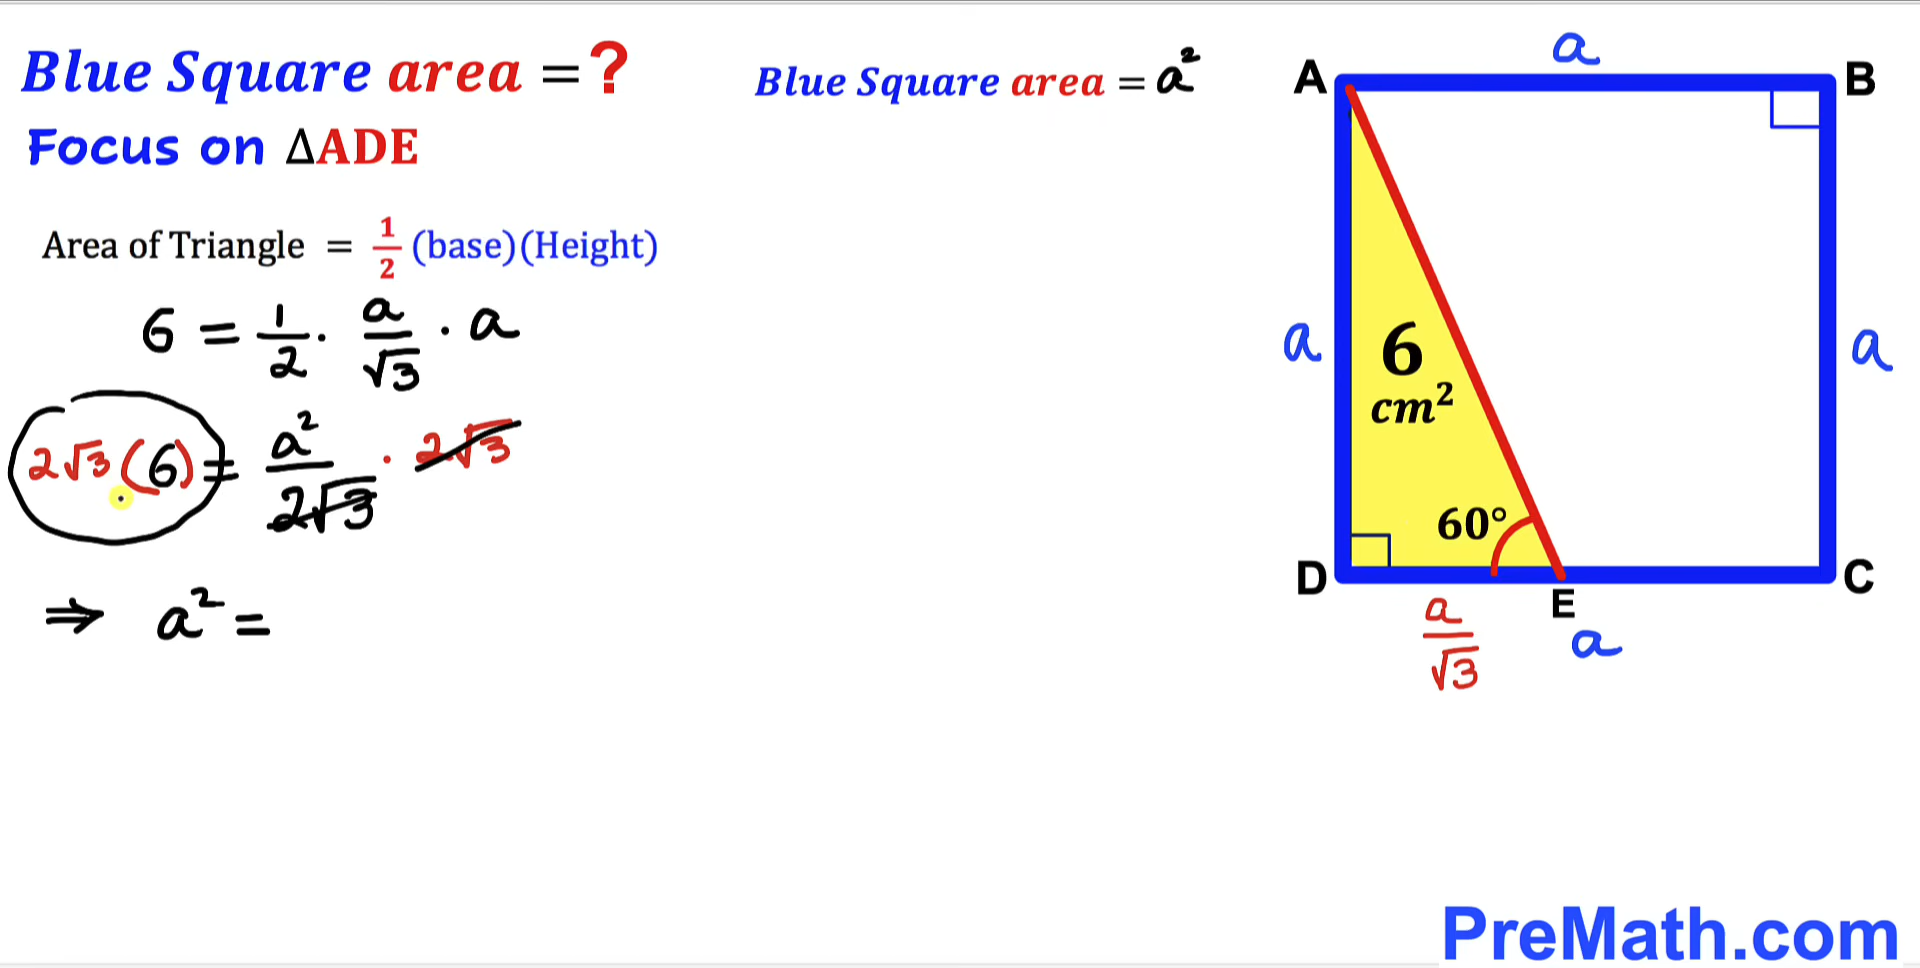 Blue Square area = ?
Focus on ΔADE
Area of Triangle = 1/2 (base)(Height)
6 = 1/2 · a/√3 · a
2√3(6) = a²/2√3 · 2√3
⇒ a² =
Blue Square area = a²
a
A
B
a
6
cm²
a
60°
D
E
C
a/√3
a
PreMath.com